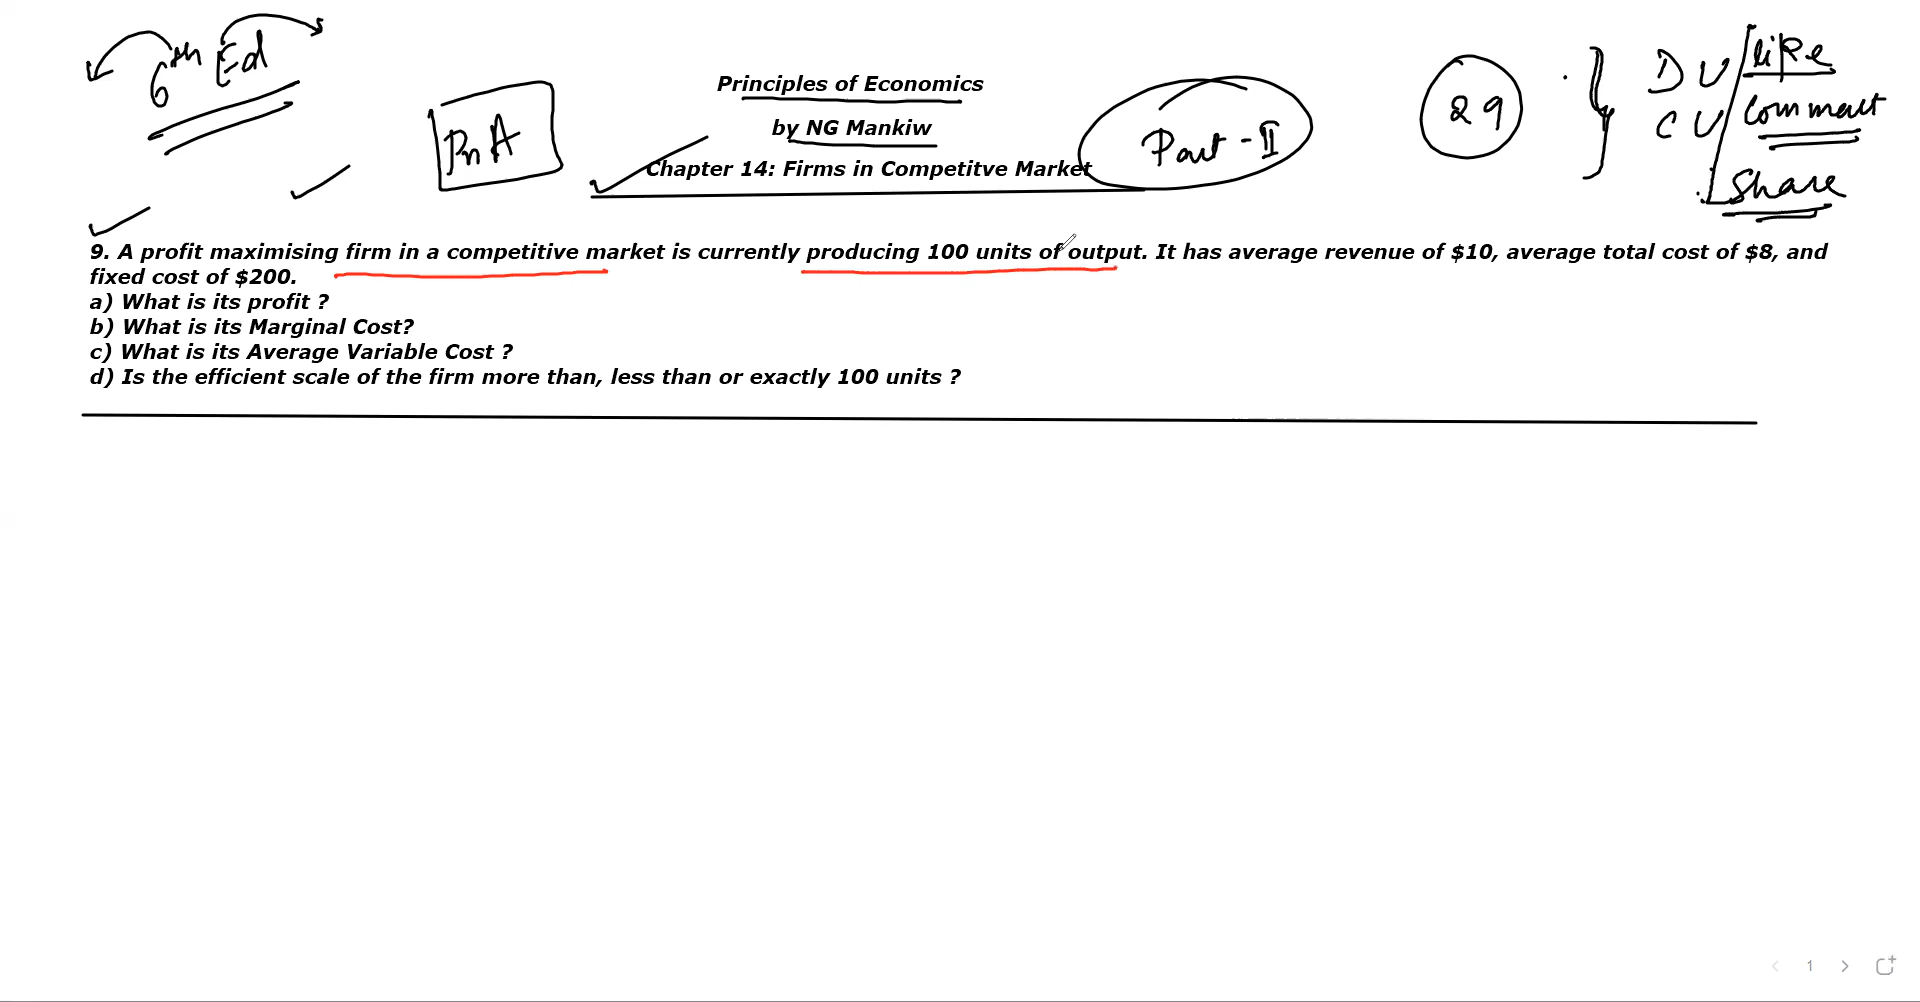 6th Ed
PnA
Principles of Economics
by NG Mankiw
Chapter 14: Firms in Competitve Market
Part - II
29
DU
CU
like
Comment
Share
9. A profit maximising firm in a competitive market is currently producing 100 units of output. It has average revenue of $10, average total cost of $8, and
fixed cost of $200.
a) What is its profit ?
b) What is its Marginal Cost?
c) What is its Average Variable Cost ?
d) Is the efficient scale of the firm more than, less than or exactly 100 units ?
1